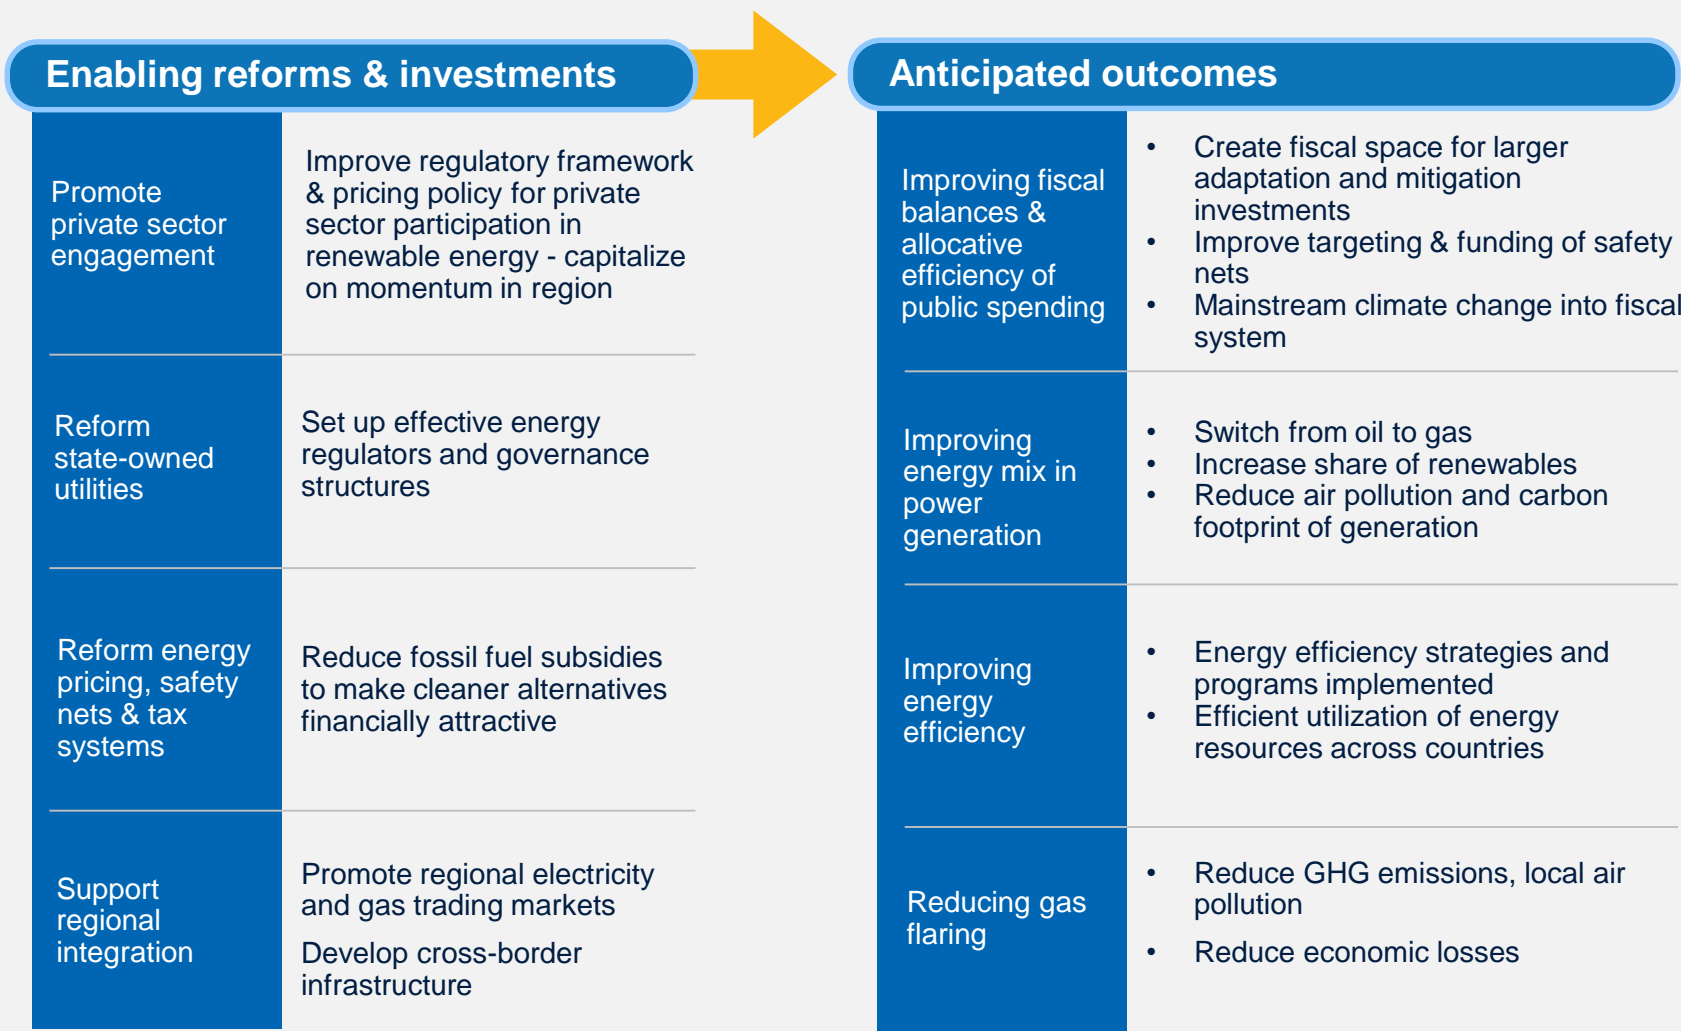 Enabling reforms & investments
Promote
private sector
engagement
Improve regulatory framework
& pricing policy for private
sector participation in
renewable energy - capitalize
on momentum in region
Reform
state-owned
utilities
Set up effective energy
regulators and governance
structures
Reform energy
pricing, safety
nets & tax
systems
Reduce fossil fuel subsidies
to make cleaner alternatives
financially attractive
Support
regional
integration
Promote regional electricity
and gas trading markets
Develop cross-border
infrastructure
Anticipated outcomes
Improving fiscal
balances &
allocative
efficiency of
public spending
• Create fiscal space for larger
adaptation and mitigation
investments
• Improve targeting & funding of safety
nets
• Mainstream climate change into fiscal
system
Improving
energy mix in
power
generation
• Switch from oil to gas
• Increase share of renewables
• Reduce air pollution and carbon
footprint of generation
Improving
energy
efficiency
• Energy efficiency strategies and
programs implemented
• Efficient utilization of energy
resources across countries
Reducing gas
flaring
• Reduce GHG emissions, local air
pollution
• Reduce economic losses